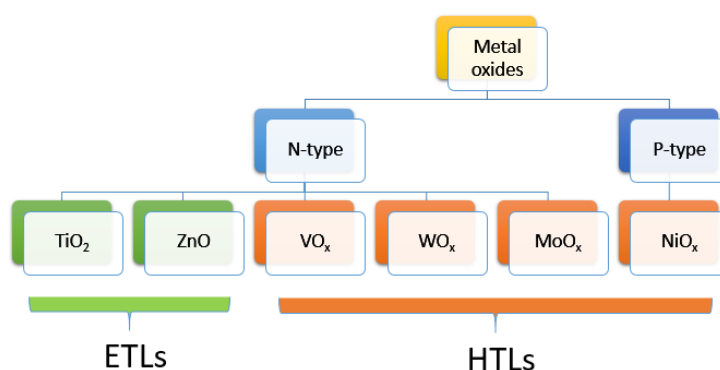 Metal
oxides
N-type
P-type
TiO₂
ZnO
VOₓ
WOₓ
MoOₓ
NiOₓ
ETLs
HTLs